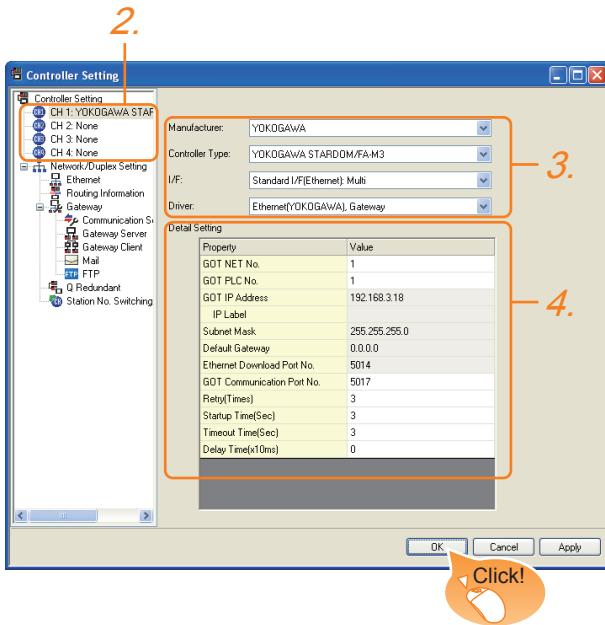 2.
Controller Setting
Controller Setting
CH 1: YOKOGAWA STAR
CH 2: None
CH 3: None
CH 4: None
Network/Duplex Setting
Ethernet
Routing Information
Gateway
Communication Se
Gateway Server
Gateway Client
Mail
FTP FTP
Q Redundant
Station No. Switching
Manufacturer: YOKOGAWA
Controller Type: YOKOGAWA STARDOM/FA-M3
I/F: Standard I/F(Ethernet): Multi
Driver: Ethernet(YOKOGAWA), Gateway
3.
Detail Setting
Property Value
GOT NET No. 1
GOT PLC No. 1
GOT IP Address 192.168.3.18
IP Label
Subnet Mask 255.255.255.0
Default Gateway 0.0.0.0
Ethernet Download Port No. 5014
GOT Communication Port No. 5017
Retry(Times) 3
Startup Time(Sec) 3
Timeout Time(Sec) 3
Delay Time(x10ms) 0
4.
OK Cancel Apply
Click!